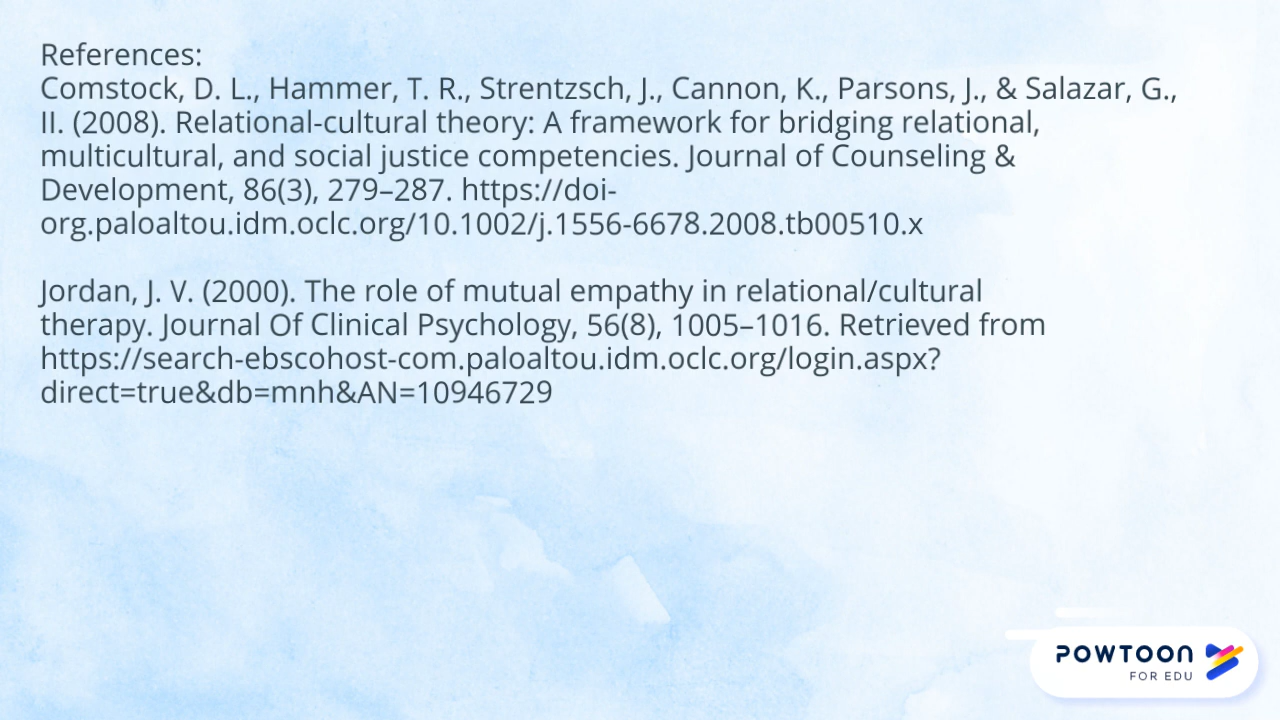 References:
Comstock, D. L., Hammer, T. R., Strentzsch, J., Cannon, K., Parsons, J., & Salazar, G.,
II. (2008). Relational-cultural theory: A framework for bridging relational,
multicultural, and social justice competencies. Journal of Counseling &
Development, 86(3), 279–287. https://doi-
org.paloaltou.idm.oclc.org/10.1002/j.1556-6678.2008.tb00510.x
Jordan, J. V. (2000). The role of mutual empathy in relational/cultural
therapy. Journal Of Clinical Psychology, 56(8), 1005–1016. Retrieved from
https://search-ebscohost-com.paloaltou.idm.oclc.org/login.aspx?
direct=true&db=mnh&AN=10946729
POWTOON
FOR EDU